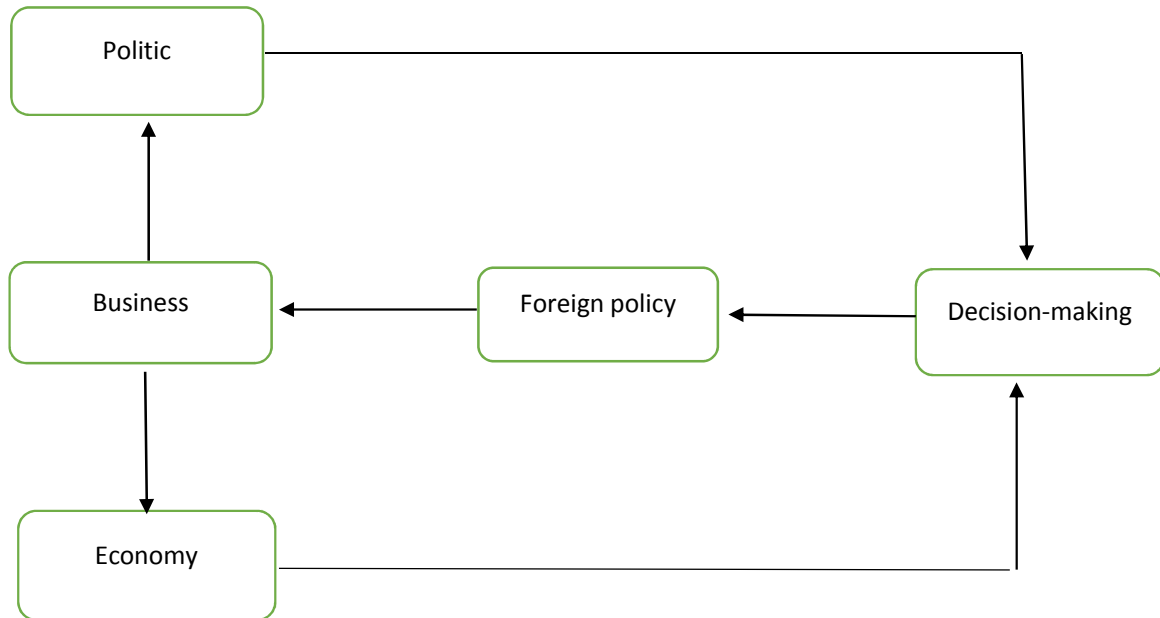 Politic
Business
Foreign policy
Decision-making
Economy